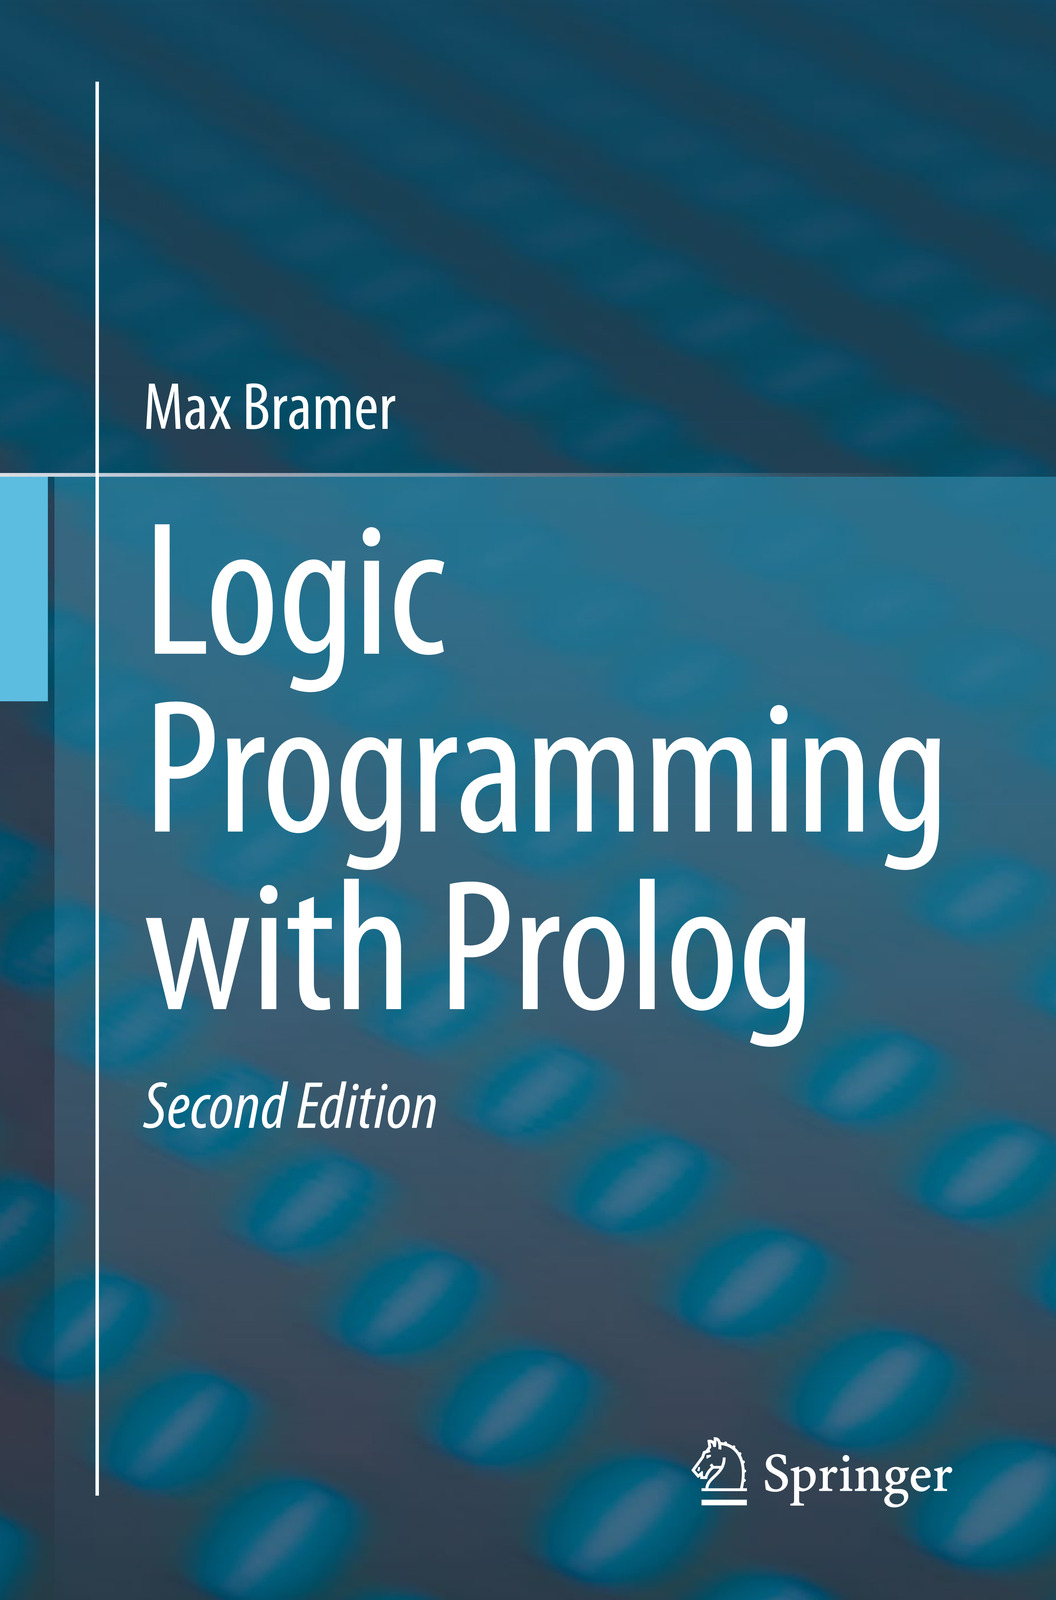 Max Bramer
Logic
Programming
with Prolog
Second Edition
Springer